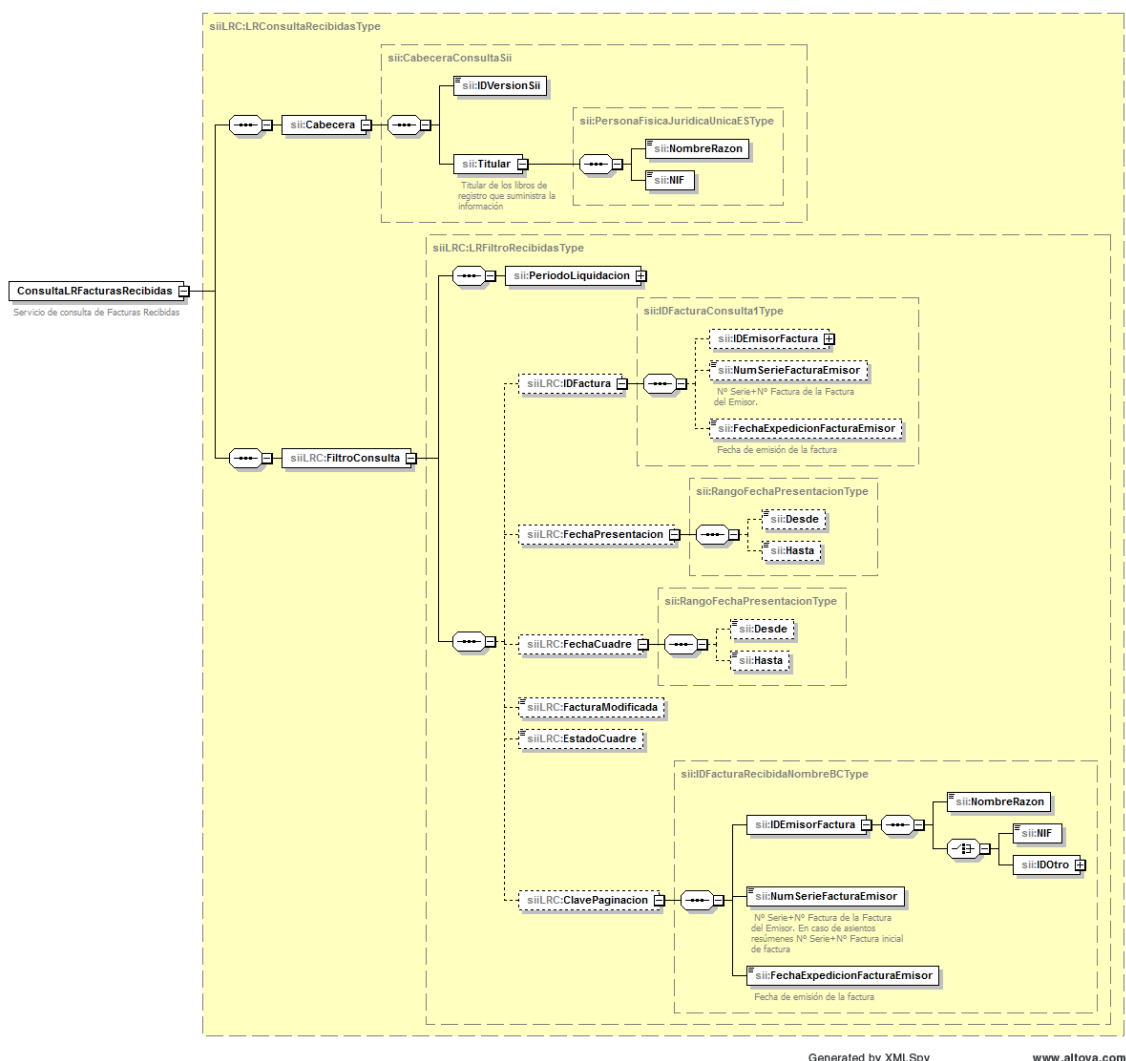 siiLRC:LRConsultaRecibidasType
sii:CabeceraConsultaSii
sii:IDVersionSii
sii:PersonaFisicaJuridicaUnicaESType
sii:Cabecera
sii:NombreRazon
sii:Titular
sii:NIF
Titular de los libros de
registro que suministra la
información
siiLRC:LRFiltroRecibidasType
sii:PeriodoLiquidacion
ConsultaLRFacturasRecibidas
Servicio de consulta de Facturas Recibidas
sii:IDFacturaConsulta1Type
sii:IDEmisorFactura
siiLRC:IDFactura
sii:NumSerieFacturaEmisor
Nº Serie+Nº Factura de la Factura
del Emisor.
sii:FechaExpedicionFacturaEmisor
Fecha de emisión de la factura
siiLRC:FiltroConsulta
sii:RangoFechaPresentacionType
sii:Desde
siiLRC:FechaPresentacion
sii:Hasta
sii:RangoFechaPresentacionType
sii:Desde
siiLRC:FechaCuadre
sii:Hasta
siiLRC:FacturaModificada
siiLRC:EstadoCuadre
sii:IDFacturaRecibidaNombreBCType
sii:NombreRazon
sii:IDEmisorFactura
sii:NIF
sii:IDOtro
siiLRC:ClavePaginacion
sii:NumSerieFacturaEmisor
Nº Serie+Nº Factura de la Factura
del Emisor. En caso de asientos
resúmenes Nº Serie+Nº Factura inicial
de factura
sii:FechaExpedicionFacturaEmisor
Fecha de emisión de la factura
Generated by XMLSpy
www.altova.com